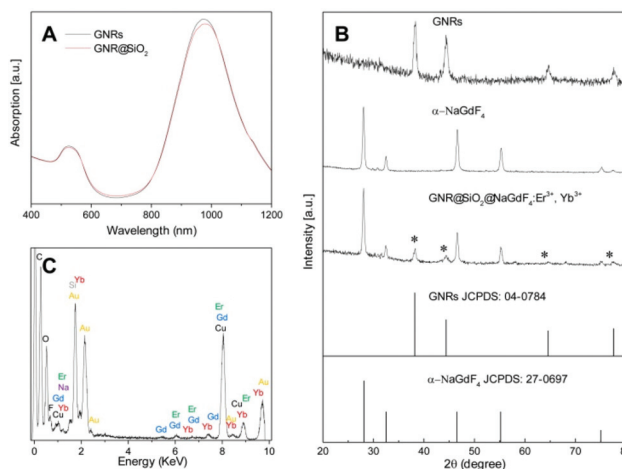 A
GNRs
GNR@SiO₂
Absorption [a.u.]
400 600 800 1000 1200
Wavelength (nm)
B
GNRs
α-NaGdF₄
GNR@SiO₂@NaGdF₄:Er³⁺, Yb³⁺
* * * *
GNRs JCPDS: 04-0784
α-NaGdF₄ JCPDS: 27-0697
Intensity [a.u.]
20 30 40 50 60 70 80
2θ (degree)
C
C
O
F
Er
Na
Gd
Cu
Yb
Si Yb
Au
Au
Au
Gd
Er
Gd
Er
Gd
Yb
Gd
Yb
Er
Gd
Cu
Cu
Au
Yb
Er
Yb
Au
Yb
0 2 4 6 8 10
Energy (KeV)